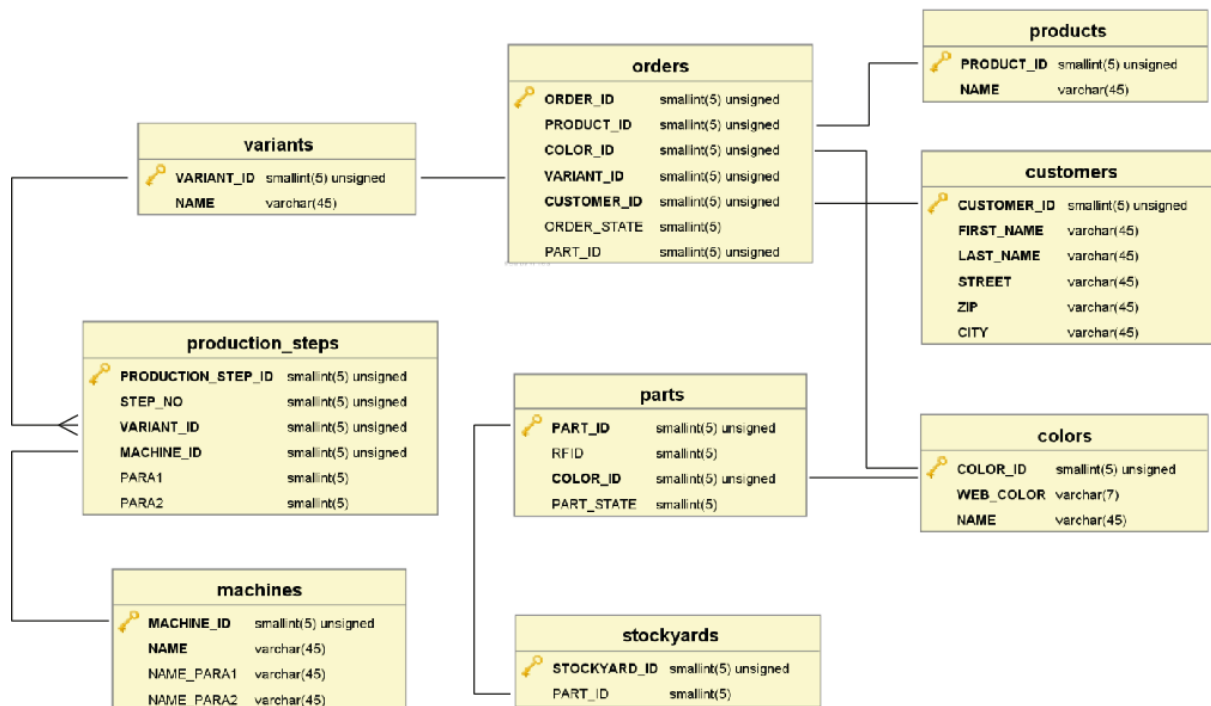 products
PRODUCT_ID smallint(5) unsigned
NAME varchar(45)
orders
ORDER_ID smallint(5) unsigned
PRODUCT_ID smallint(5) unsigned
COLOR_ID smallint(5) unsigned
VARIANT_ID smallint(5) unsigned
CUSTOMER_ID smallint(5) unsigned
ORDER_STATE smallint(5)
PART_ID smallint(5) unsigned
variants
VARIANT_ID smallint(5) unsigned
NAME varchar(45)
customers
CUSTOMER_ID smallint(5) unsigned
FIRST_NAME varchar(45)
LAST_NAME varchar(45)
STREET varchar(45)
ZIP varchar(45)
CITY varchar(45)
production_steps
PRODUCTION_STEP_ID smallint(5) unsigned
STEP_NO smallint(5) unsigned
VARIANT_ID smallint(5) unsigned
MACHINE_ID smallint(5) unsigned
PARA1 smallint(5)
PARA2 smallint(5)
parts
PART_ID smallint(5) unsigned
RFID smallint(5)
COLOR_ID smallint(5) unsigned
PART_STATE smallint(5)
colors
COLOR_ID smallint(5) unsigned
WEB_COLOR varchar(7)
NAME varchar(45)
machines
MACHINE_ID smallint(5) unsigned
NAME varchar(45)
NAME_PARA1 varchar(45)
NAME_PARA2 varchar(45)
stockyards
STOCKYARD_ID smallint(5) unsigned
PART_ID smallint(5)